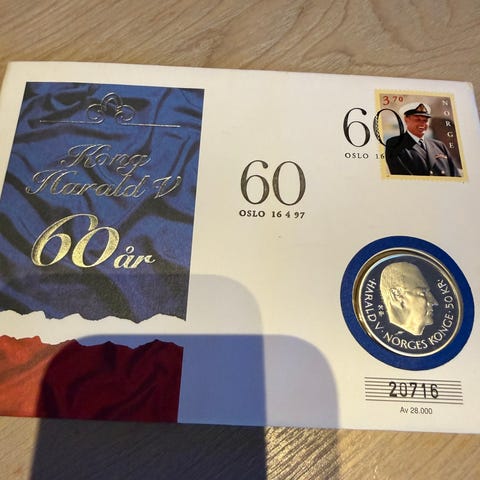 Kong
Harald V
60 år
60
OSLO 16 4 97
60
OSLO 16
3.70
NORGE
HARALD V · NORGES KONGE · 50 KR.
20716
Av 28.000